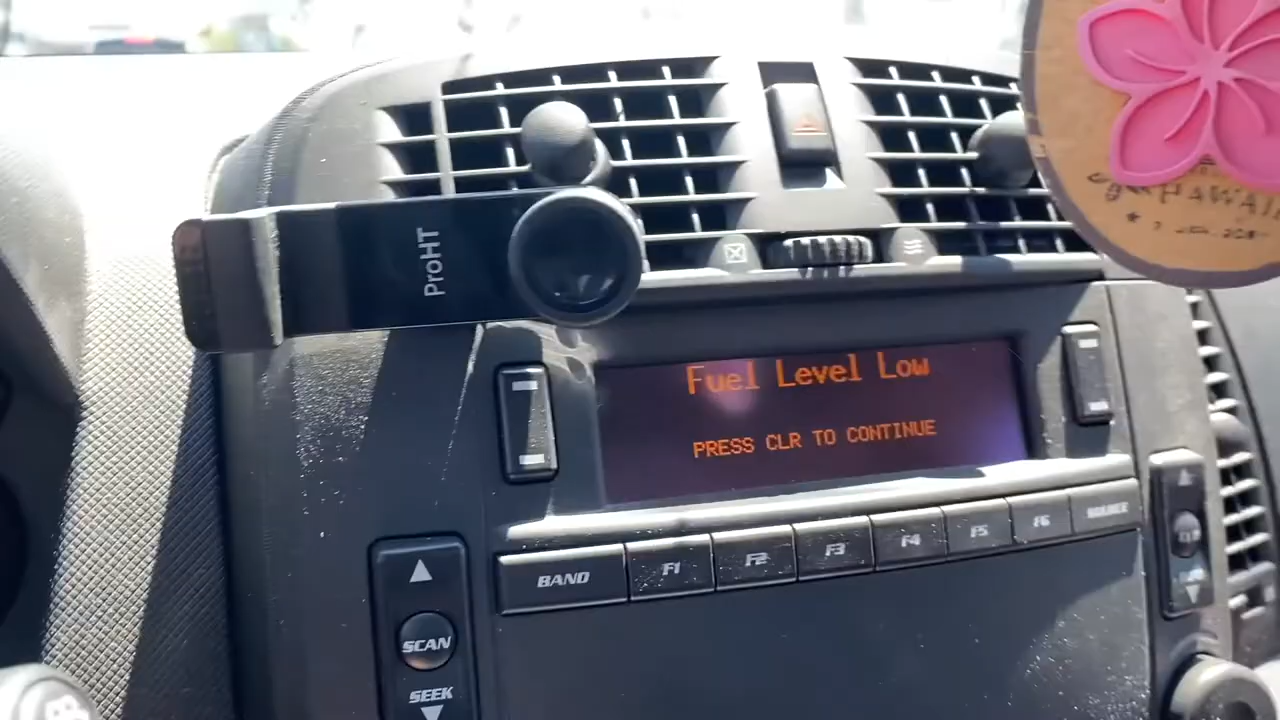 HAWAII
ProHT
Fuel Level Low
PRESS CLR TO CONTINUE
BAND
F1
F2
F3
F4
F5
F6
SCAN
SEEK